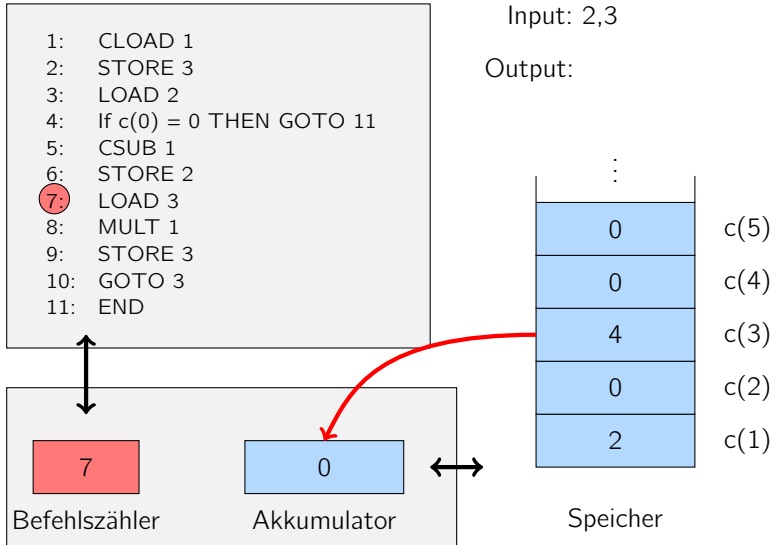 1: CLOAD 1
2: STORE 3
3: LOAD 2
4: If c(0) = 0 THEN GOTO 11
5: CSUB 1
6: STORE 2
7: LOAD 3
8: MULT 1
9: STORE 3
10: GOTO 3
11: END
Input: 2,3
Output:
⋮
0 c(5)
0 c(4)
4 c(3)
0 c(2)
2 c(1)
7
0
Befehlszähler
Akkumulator
Speicher